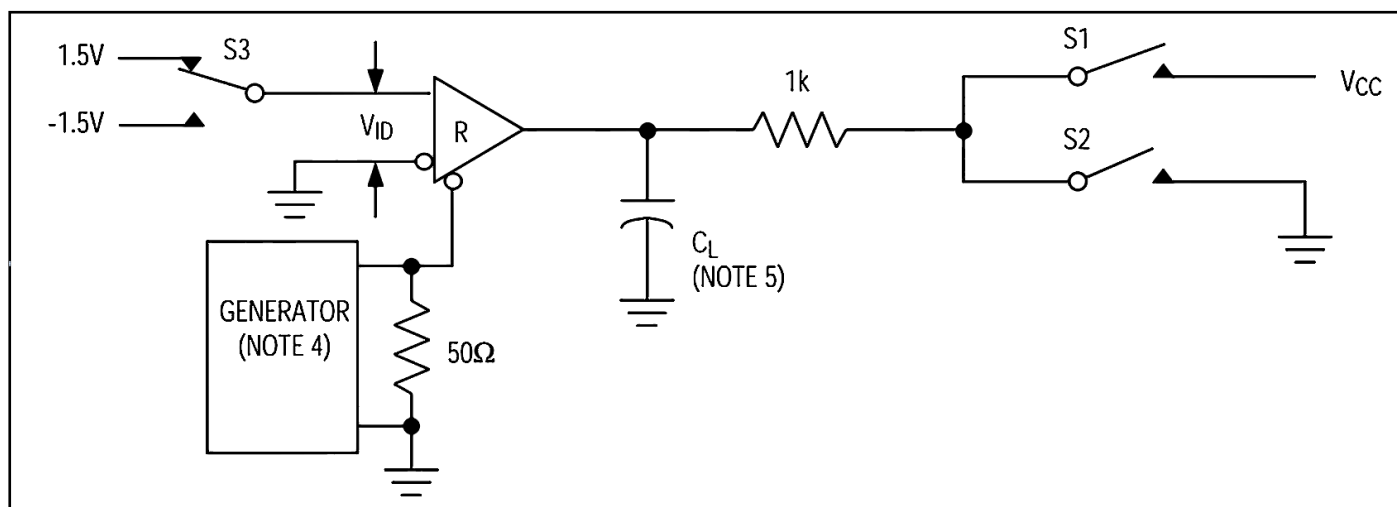 1.5V
S3
-1.5V
VID
R
1k
S1
VCC
S2
CL
(NOTE 5)
GENERATOR
(NOTE 4)
50Ω